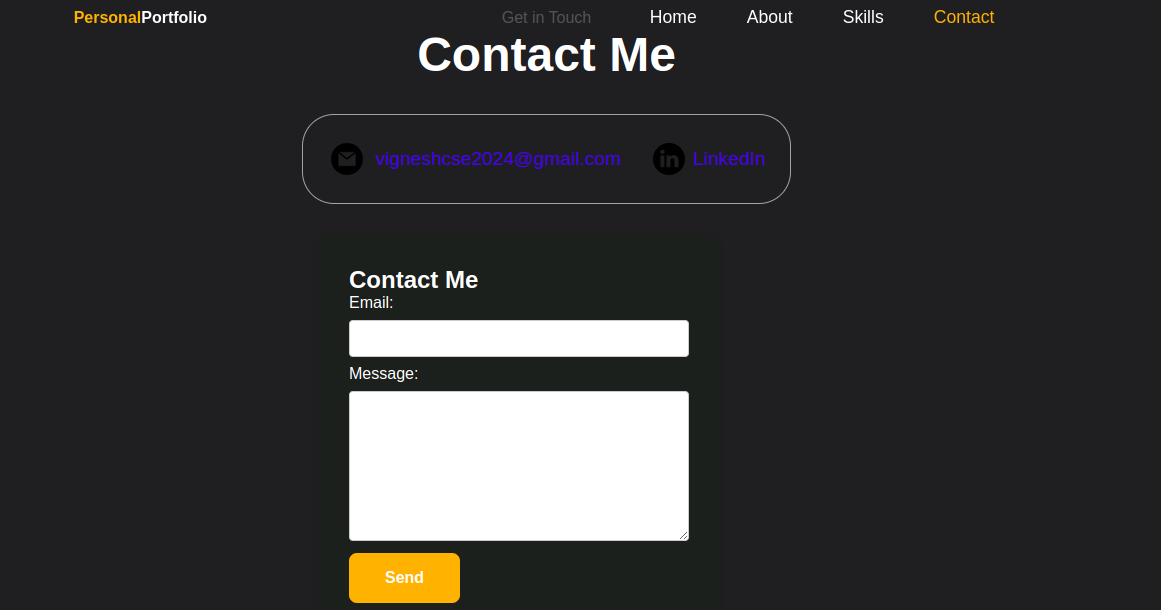 PersonalPortfolio Get in Touch Home About Skills Contact
Contact Me
vigneshcse2024@gmail.com LinkedIn
Contact Me
Email:
Message:
Send